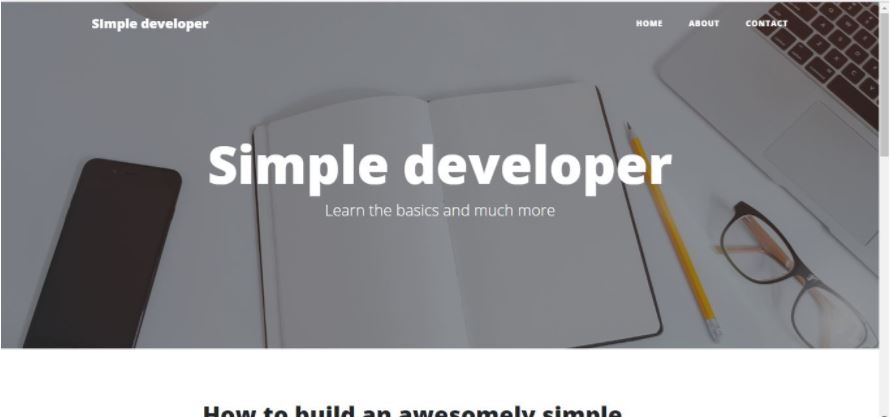 SImple developer
HOME ABOUT CONTACT
Simple developer
Learn the basics and much more
How to build an awesomely simple